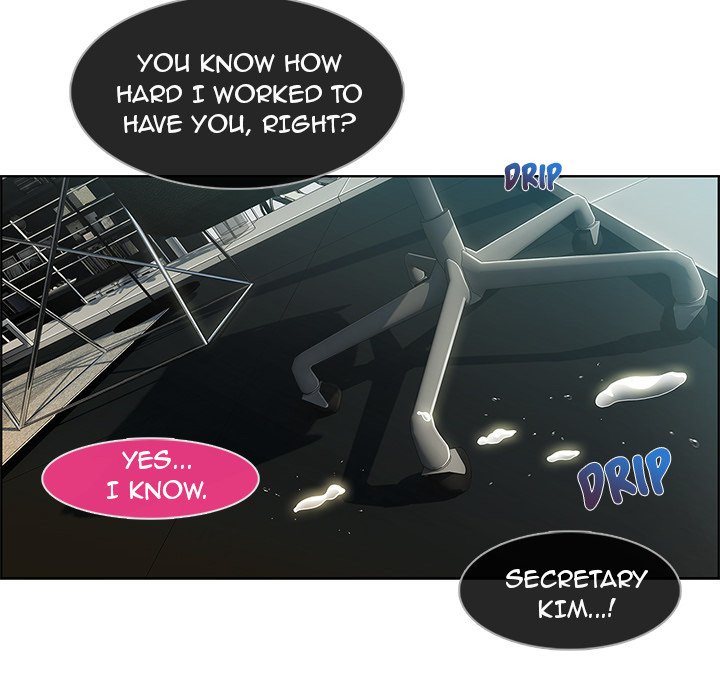 YOU KNOW HOW
HARD I WORKED TO
HAVE YOU, RIGHT?
DRIP
YES...
I KNOW.
DRIP
SECRETARY
KIM...!